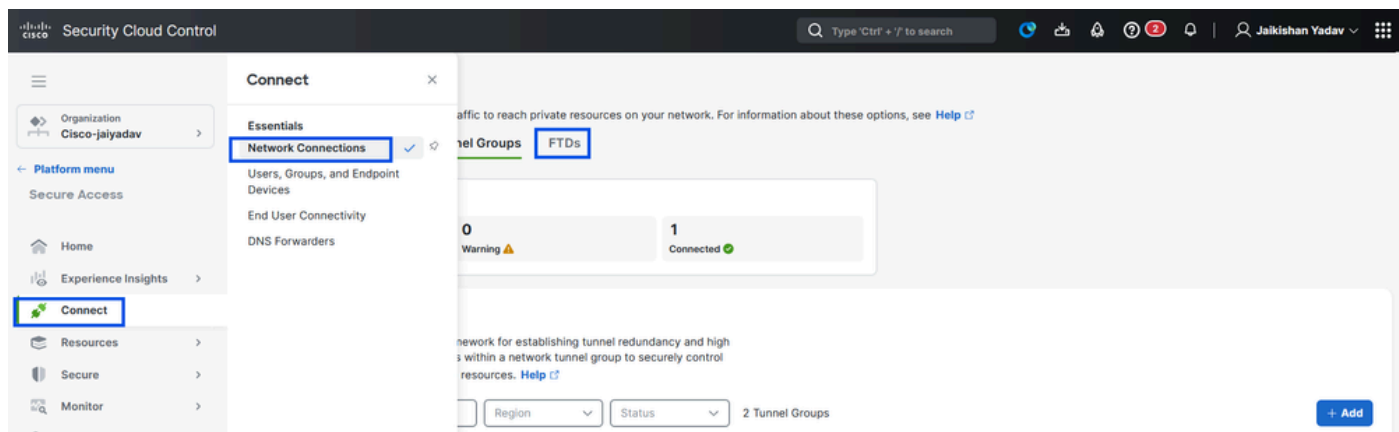 cisco Security Cloud Control
Type 'Ctrl' + '/' to search
2
Jaikishan Yadav
Organization
Cisco-jaiyadav
Platform menu
Secure Access
Home
Experience Insights
Connect
Resources
Secure
Monitor
Connect
Essentials
Network Connections
Users, Groups, and Endpoint
Devices
End User Connectivity
DNS Forwarders
affic to reach private resources on your network. For information about these options, see Help
nel Groups FTDs
0
Warning
1
Connected
nework for establishing tunnel redundancy and high
s within a network tunnel group to securely control
resources. Help
Region
Status
2 Tunnel Groups
+ Add